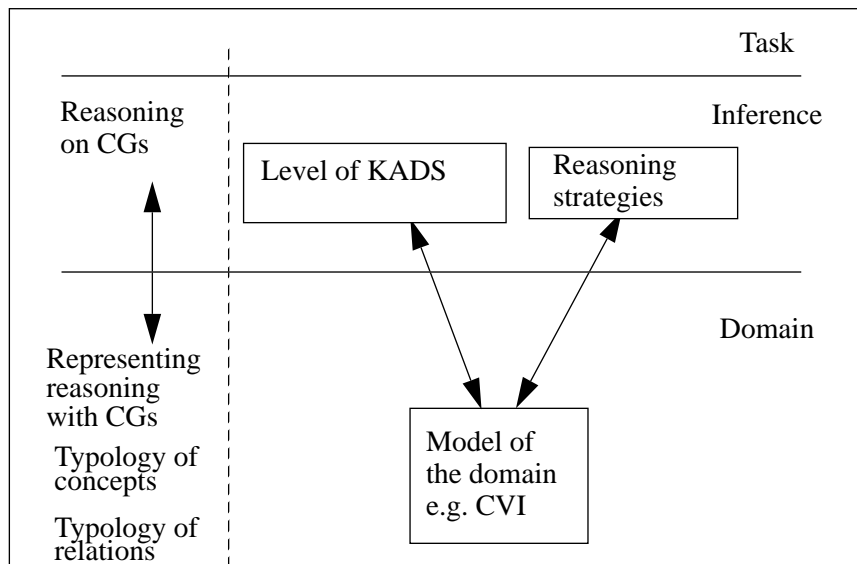 Task
Reasoning
on CGs
Inference
Level of KADS
Reasoning
strategies
Domain
Representing
reasoning
with CGs
Typology of
concepts
Typology of
relations
Model of
the domain
e.g. CVI